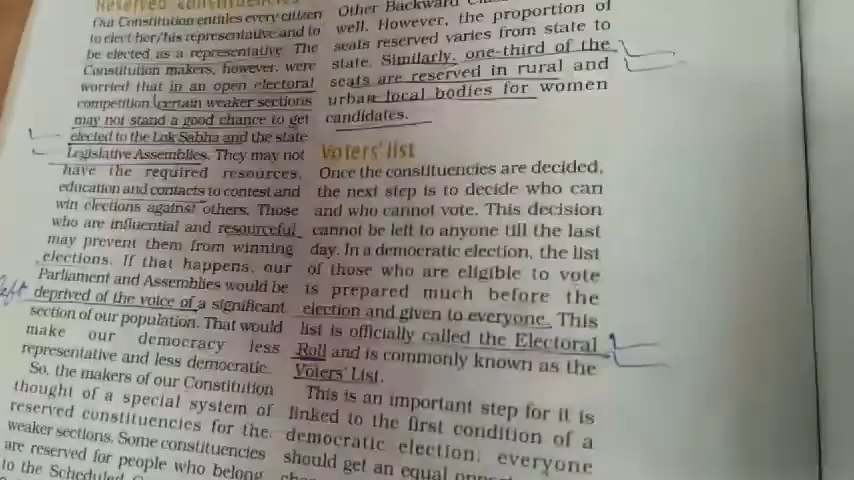 Reserved Constituencies
Our Constitution entitles every citizen
to elect her/his representative and to
be elected as a representative. The
Constitution makers, however, were
worried that in an open electoral
competition, certain weaker sections
may not stand a good chance to get
elected to the Lok Sabha and the state
Legislative Assemblies. They may not
have the required resources,
education and contacts to contest and
win elections against others. Those
who are influential and resourceful
may prevent them from winning
elections. If that happens, our
Parliament and Assemblies would be
deprived of the voice of a significant
section of our population. That would
make our democracy less
representative and less democratic.
So, the makers of our Constitution
thought of a special system of
reserved constituencies for the
weaker sections. Some constituencies
are reserved for people who belong
to the Scheduled
left
Other Backward
well. However, the proportion of
seats reserved varies from state to
state. Similarly, one-third of the
seats are reserved in rural and
urban local bodies for women
candidates.
Voters' list
Once the constituencies are decided,
the next step is to decide who can
and who cannot vote. This decision
cannot be left to anyone till the last
day. In a democratic election, the list
of those who are eligible to vote
is prepared much before the
election and given to everyone. This
list is officially called the Electoral
Roll and is commonly known as the
Voters' List.
This is an important step for it is
linked to the first condition of a
democratic election: everyone
should get an equal